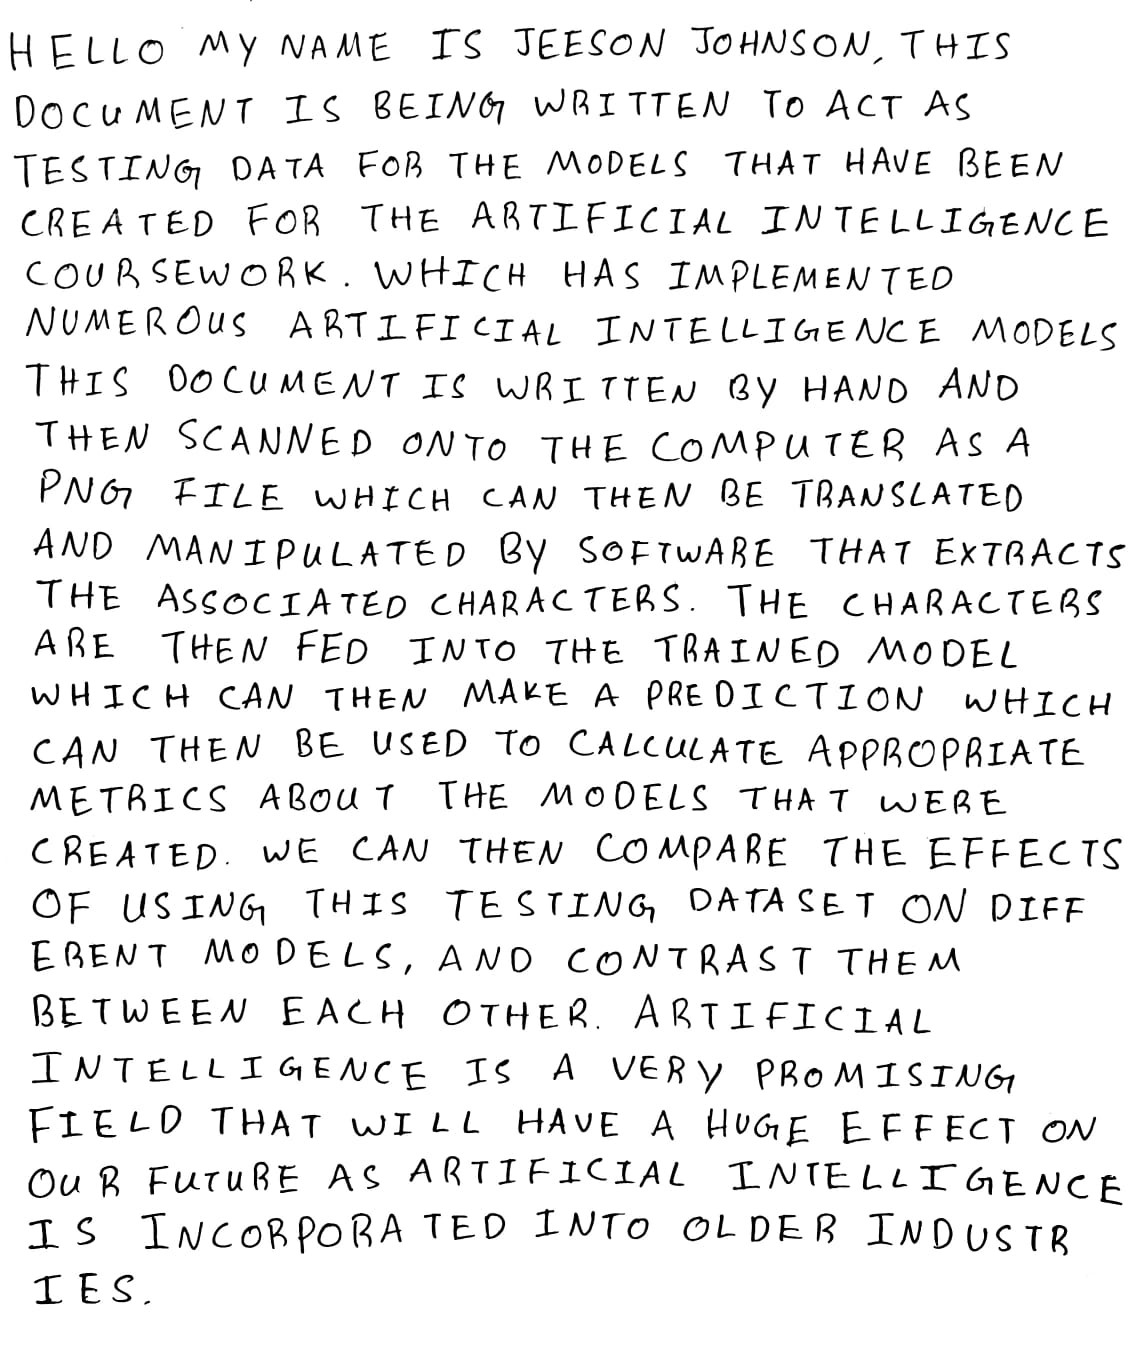 HELLO MY NAME IS JEESON JOHNSON, THIS
DOCUMENT IS BEING WRITTEN TO ACT AS
TESTING DATA FOR THE MODELS THAT HAVE BEEN
CREATED FOR THE ARTIFICIAL INTELLIGENCE
COURSEWORK. WHICH HAS IMPLEMENTED
NUMEROUS ARTIFICIAL INTELLIGENCE MODELS
THIS DOCUMENT IS WRITTEN BY HAND AND
THEN SCANNED ONTO THE COMPUTER AS A
PNG FILE WHICH CAN THEN BE TRANSLATED
AND MANIPULATED BY SOFTWARE THAT EXTRACTS
THE ASSOCIATED CHARACTERS. THE CHARACTERS
ARE THEN FED INTO THE TRAINED MODEL
WHICH CAN THEN MAKE A PREDICTION WHICH
CAN THEN BE USED TO CALCULATE APPROPRIATE
METRICS ABOUT THE MODELS THAT WERE
CREATED. WE CAN THEN COMPARE THE EFFECTS
OF USING THIS TESTING DATASET ON DIFF
ERENT MODELS, AND CONTRAST THEM
BETWEEN EACH OTHER. ARTIFICIAL
INTELLIGENCE IS A VERY PROMISING
FIELD THAT WILL HAVE A HUGE EFFECT ON
OUR FUTURE AS ARTIFICIAL INTELLIGENCE
IS INCORPORATED INTO OLDER INDUSTR
IES.